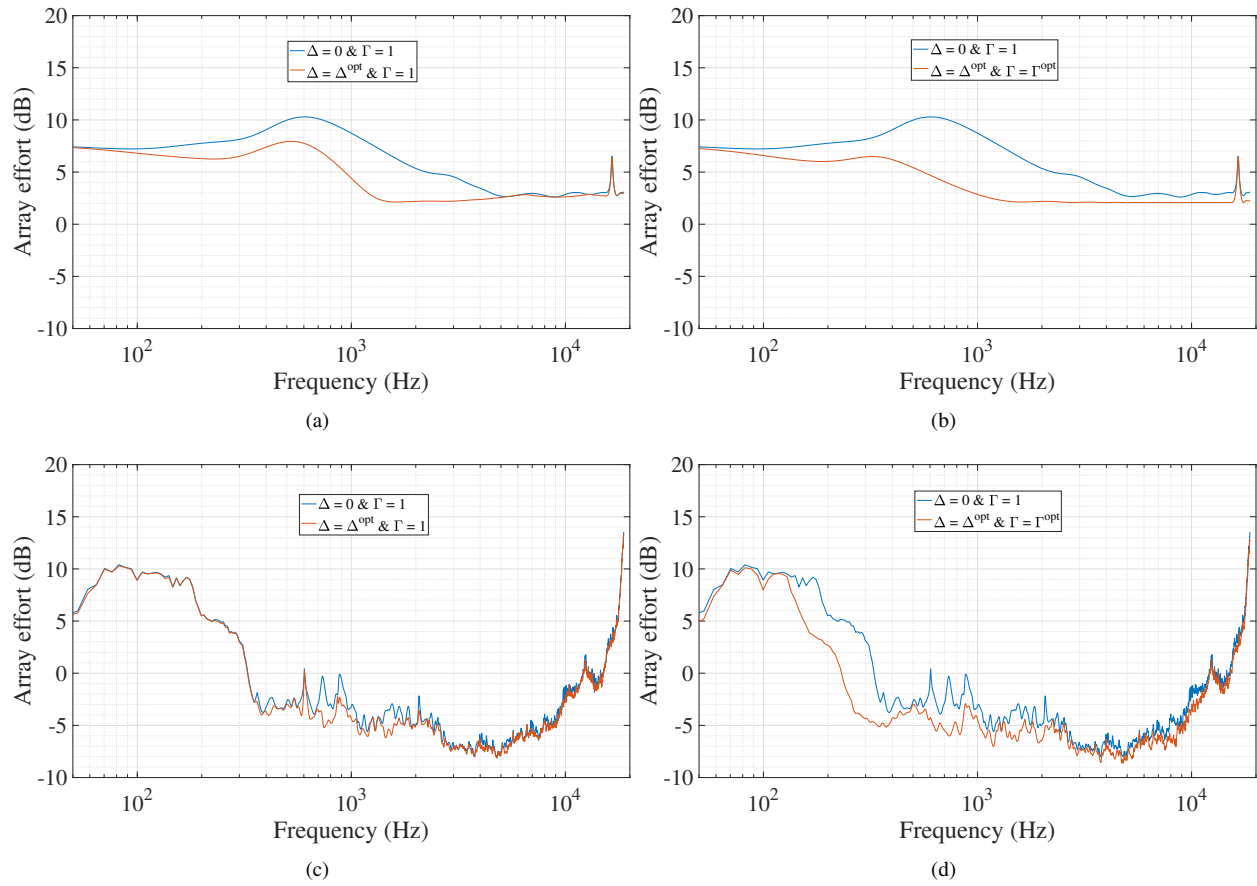 20
15
10
5
0
-5
-10
Array effort (dB)
Δ = 0 & Γ = 1
Δ = Δ^opt & Γ = 1
10^2
10^3
10^4
Frequency (Hz)
(a)
20
15
10
5
0
-5
-10
Array effort (dB)
Δ = 0 & Γ = 1
Δ = Δ^opt & Γ = Γ^opt
10^2
10^3
10^4
Frequency (Hz)
(b)
20
15
10
5
0
-5
-10
Array effort (dB)
Δ = 0 & Γ = 1
Δ = Δ^opt & Γ = 1
10^2
10^3
10^4
Frequency (Hz)
(c)
20
15
10
5
0
-5
-10
Array effort (dB)
Δ = 0 & Γ = 1
Δ = Δ^opt & Γ = Γ^opt
10^2
10^3
10^4
Frequency (Hz)
(d)